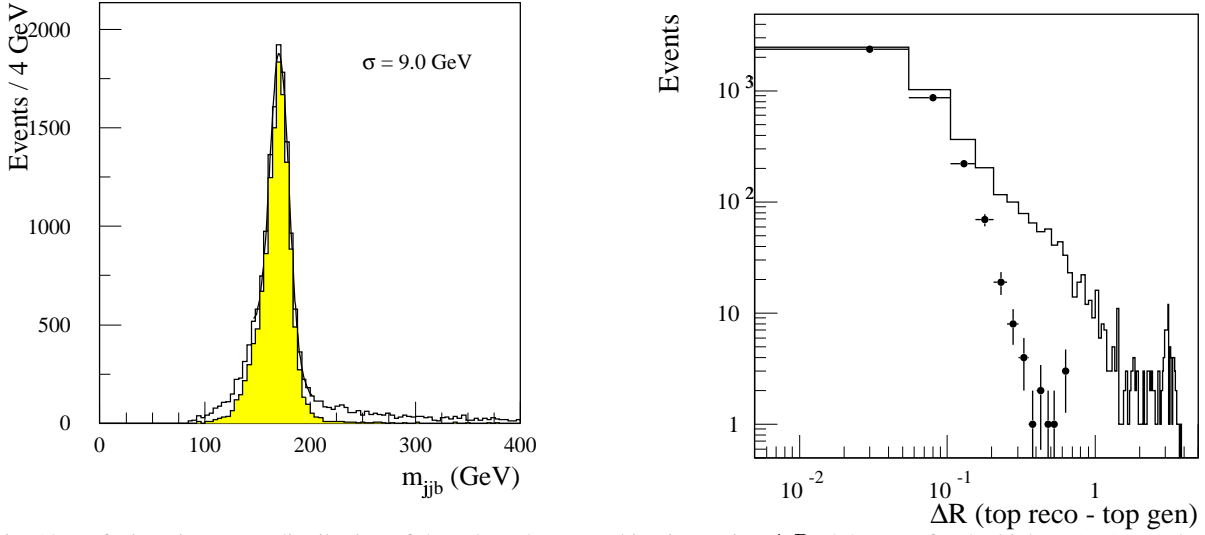 Events / 4 GeV
2000
1500
1000
500
0
σ = 9.0 GeV
0 100 200 300 400
m_jjb (GeV)
Events
10^3
10^2
10
1
10^-2 10^-1 1
ΔR (top reco - top gen)